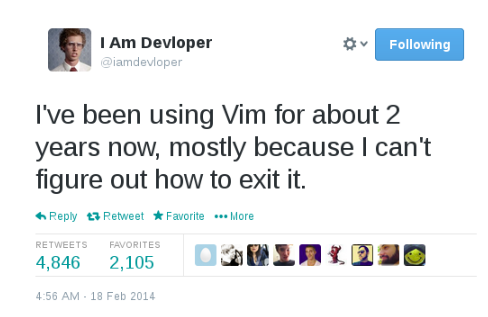 I Am Devloper
@iamdevloper
Following
I've been using Vim for about 2
years now, mostly because I can't
figure out how to exit it.
Reply Retweet Favorite More
RETWEETS FAVORITES
4,846 2,105
4:56 AM - 18 Feb 2014